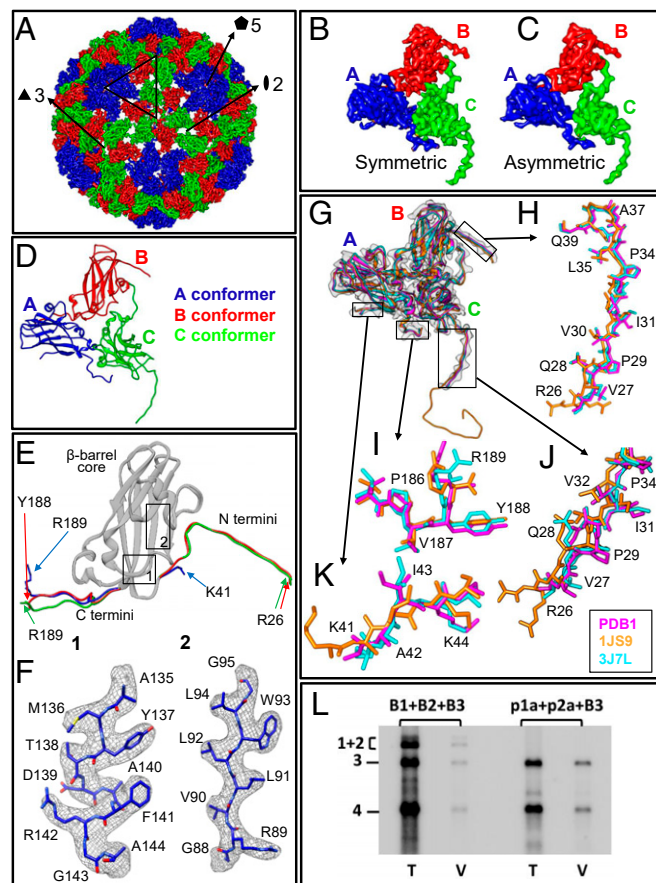 A
5
2
3
B
B
A
C
Symmetric
C
B
A
C
Asymmetric
D
B
A
C
A conformer
B conformer
C conformer
E
β-barrel
core
Y188
R189
N termini
2
1
K41
C termini
R189
R26
1
2
F
A135
M136
Y137
T138
D139
A140
R142
F141
A144
G143
G95
L94
W93
L92
L91
V90
R89
G88
G
B
A
C
H
A37
Q39
P34
L35
I31
V30
Q28
P29
R26
V27
I
R189
P186
Y188
V187
J
V32
P34
Q28
I31
P29
V27
R26
K
I43
K41
A42
K44
PDB1
1JS9
3J7L
L
B1+B2+B3
p1a+p2a+B3
1+2
3
4
T
V
T
V